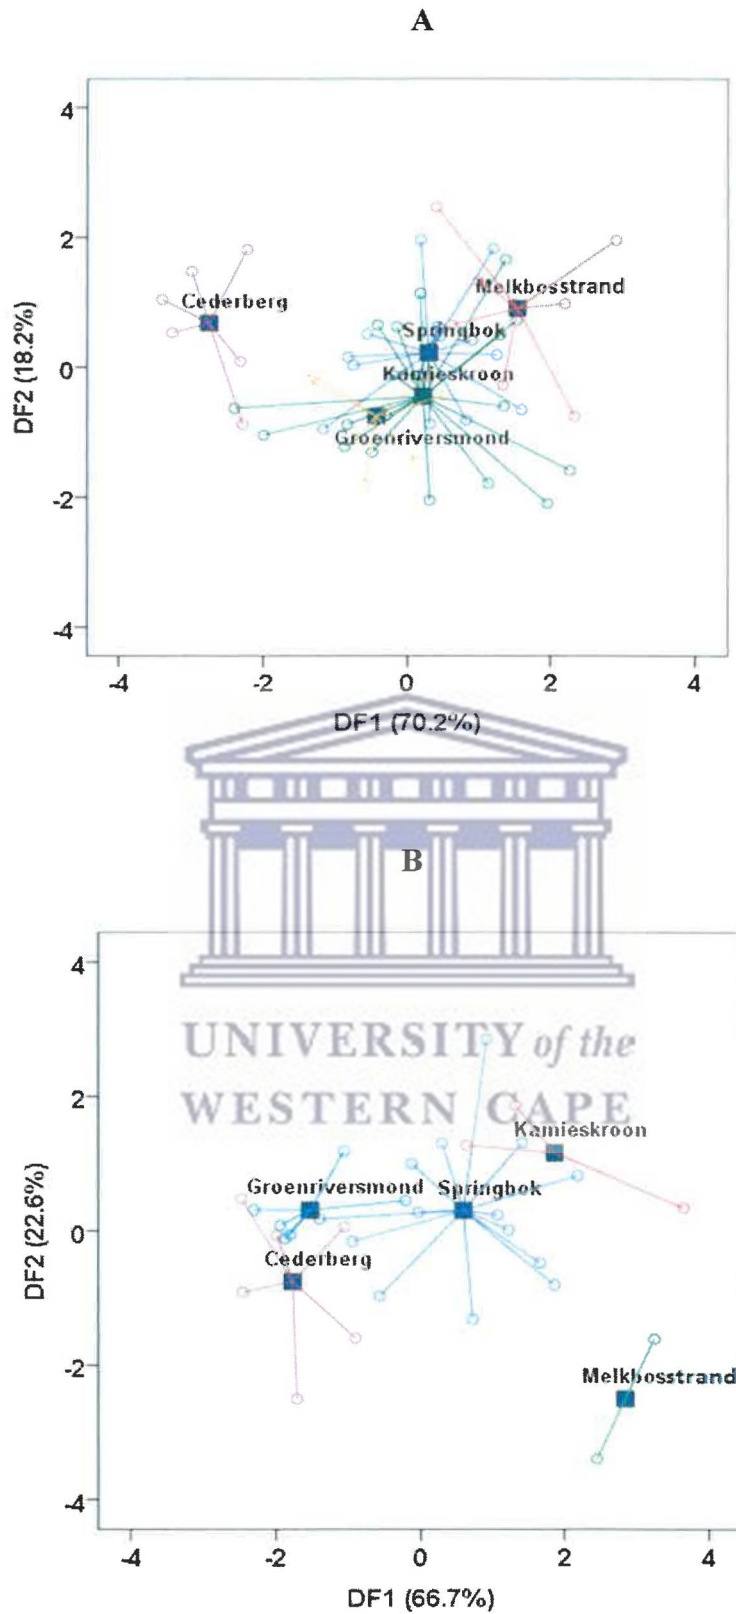 A
4
2
0
-2
-4
DF2 (18.2%)
Cederberg
Melkbosstrand
Springbok
Kamieskroon
Groenriversmond
-4 -2 0 2 4
DF1 (70.2%)
B
UNIVERSITY of the
WESTERN CAPE
4
2
0
-2
-4
DF2 (22.6%)
Kamieskroon
Groenriversmond Springbok
Cederberg
Melkbosstrand
-4 -2 0 2 4
DF1 (66.7%)